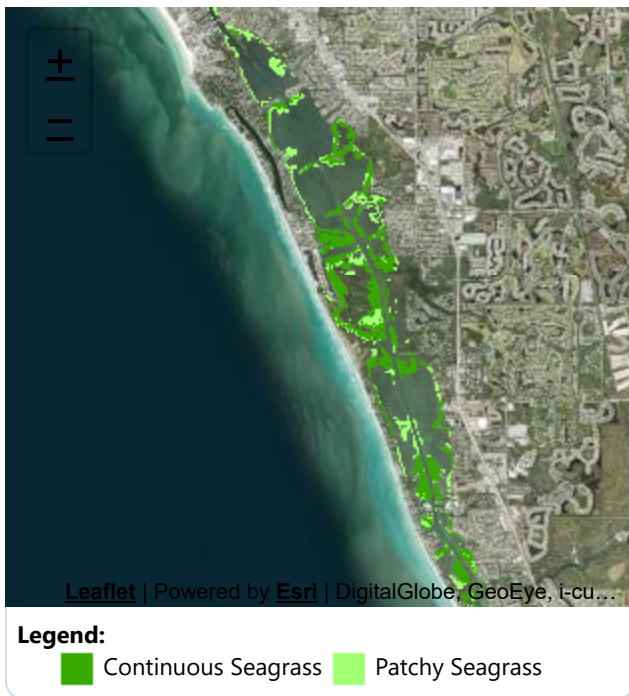 +
−
Leaflet | Powered by Esri | DigitalGlobe, GeoEye, i-cu…
Legend:
Continuous Seagrass Patchy Seagrass